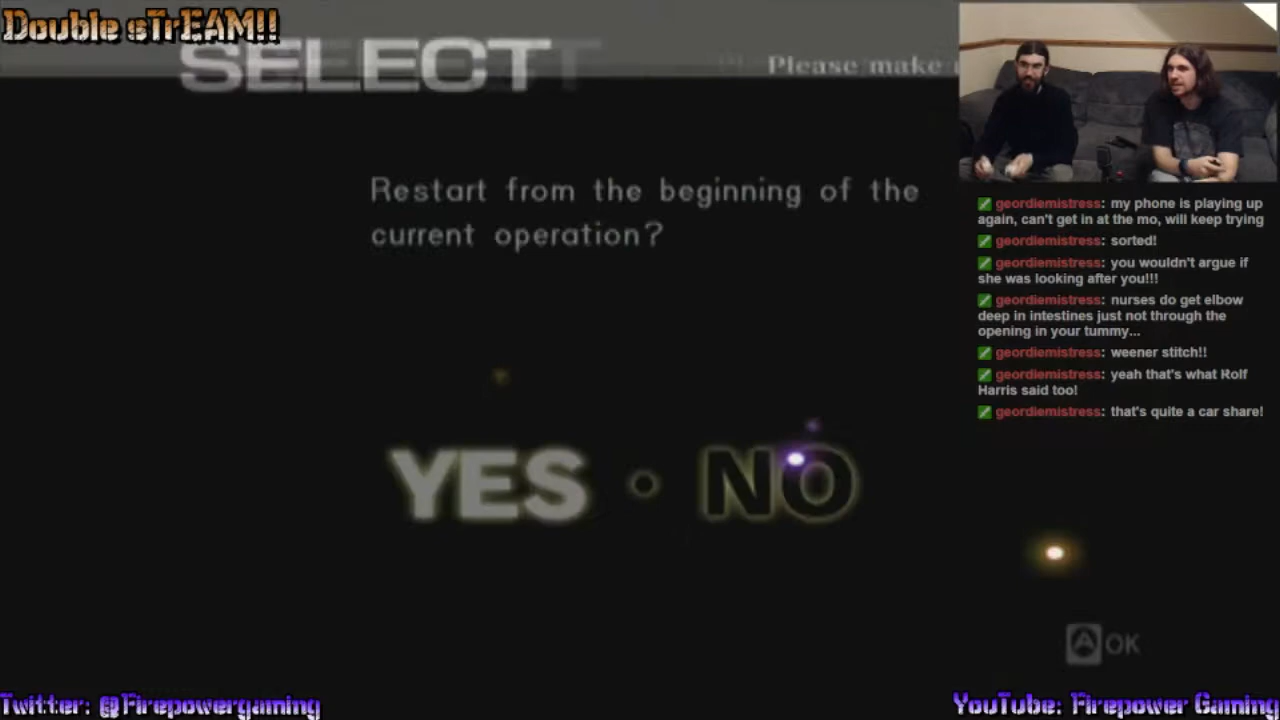 Double sTrEAM!!
SELECT
Please make
Restart from the beginning of the
current operation?
YES NO
OK
geordiemistress: my phone is playing up
again, can't get in at the mo, will keep trying
geordiemistress: sorted!
geordiemistress: you wouldn't argue if
she was looking after you!!!
geordiemistress: nurses do get elbow
deep in intestines just not through the
opening in your tummy...
geordiemistress: weener stitch!!
geordiemistress: yeah that's what Rolf
Harris said too!
geordiemistress: that's quite a car share!
Twitter: @Firepowergaming
YouTube: Firepower Gaming